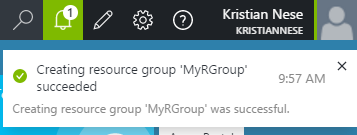 1
Kristian Nese
KRISTIANNESE
Creating resource group 'MyRGroup'
succeeded
9:57 AM
Creating resource group 'MyRGroup' was successful.